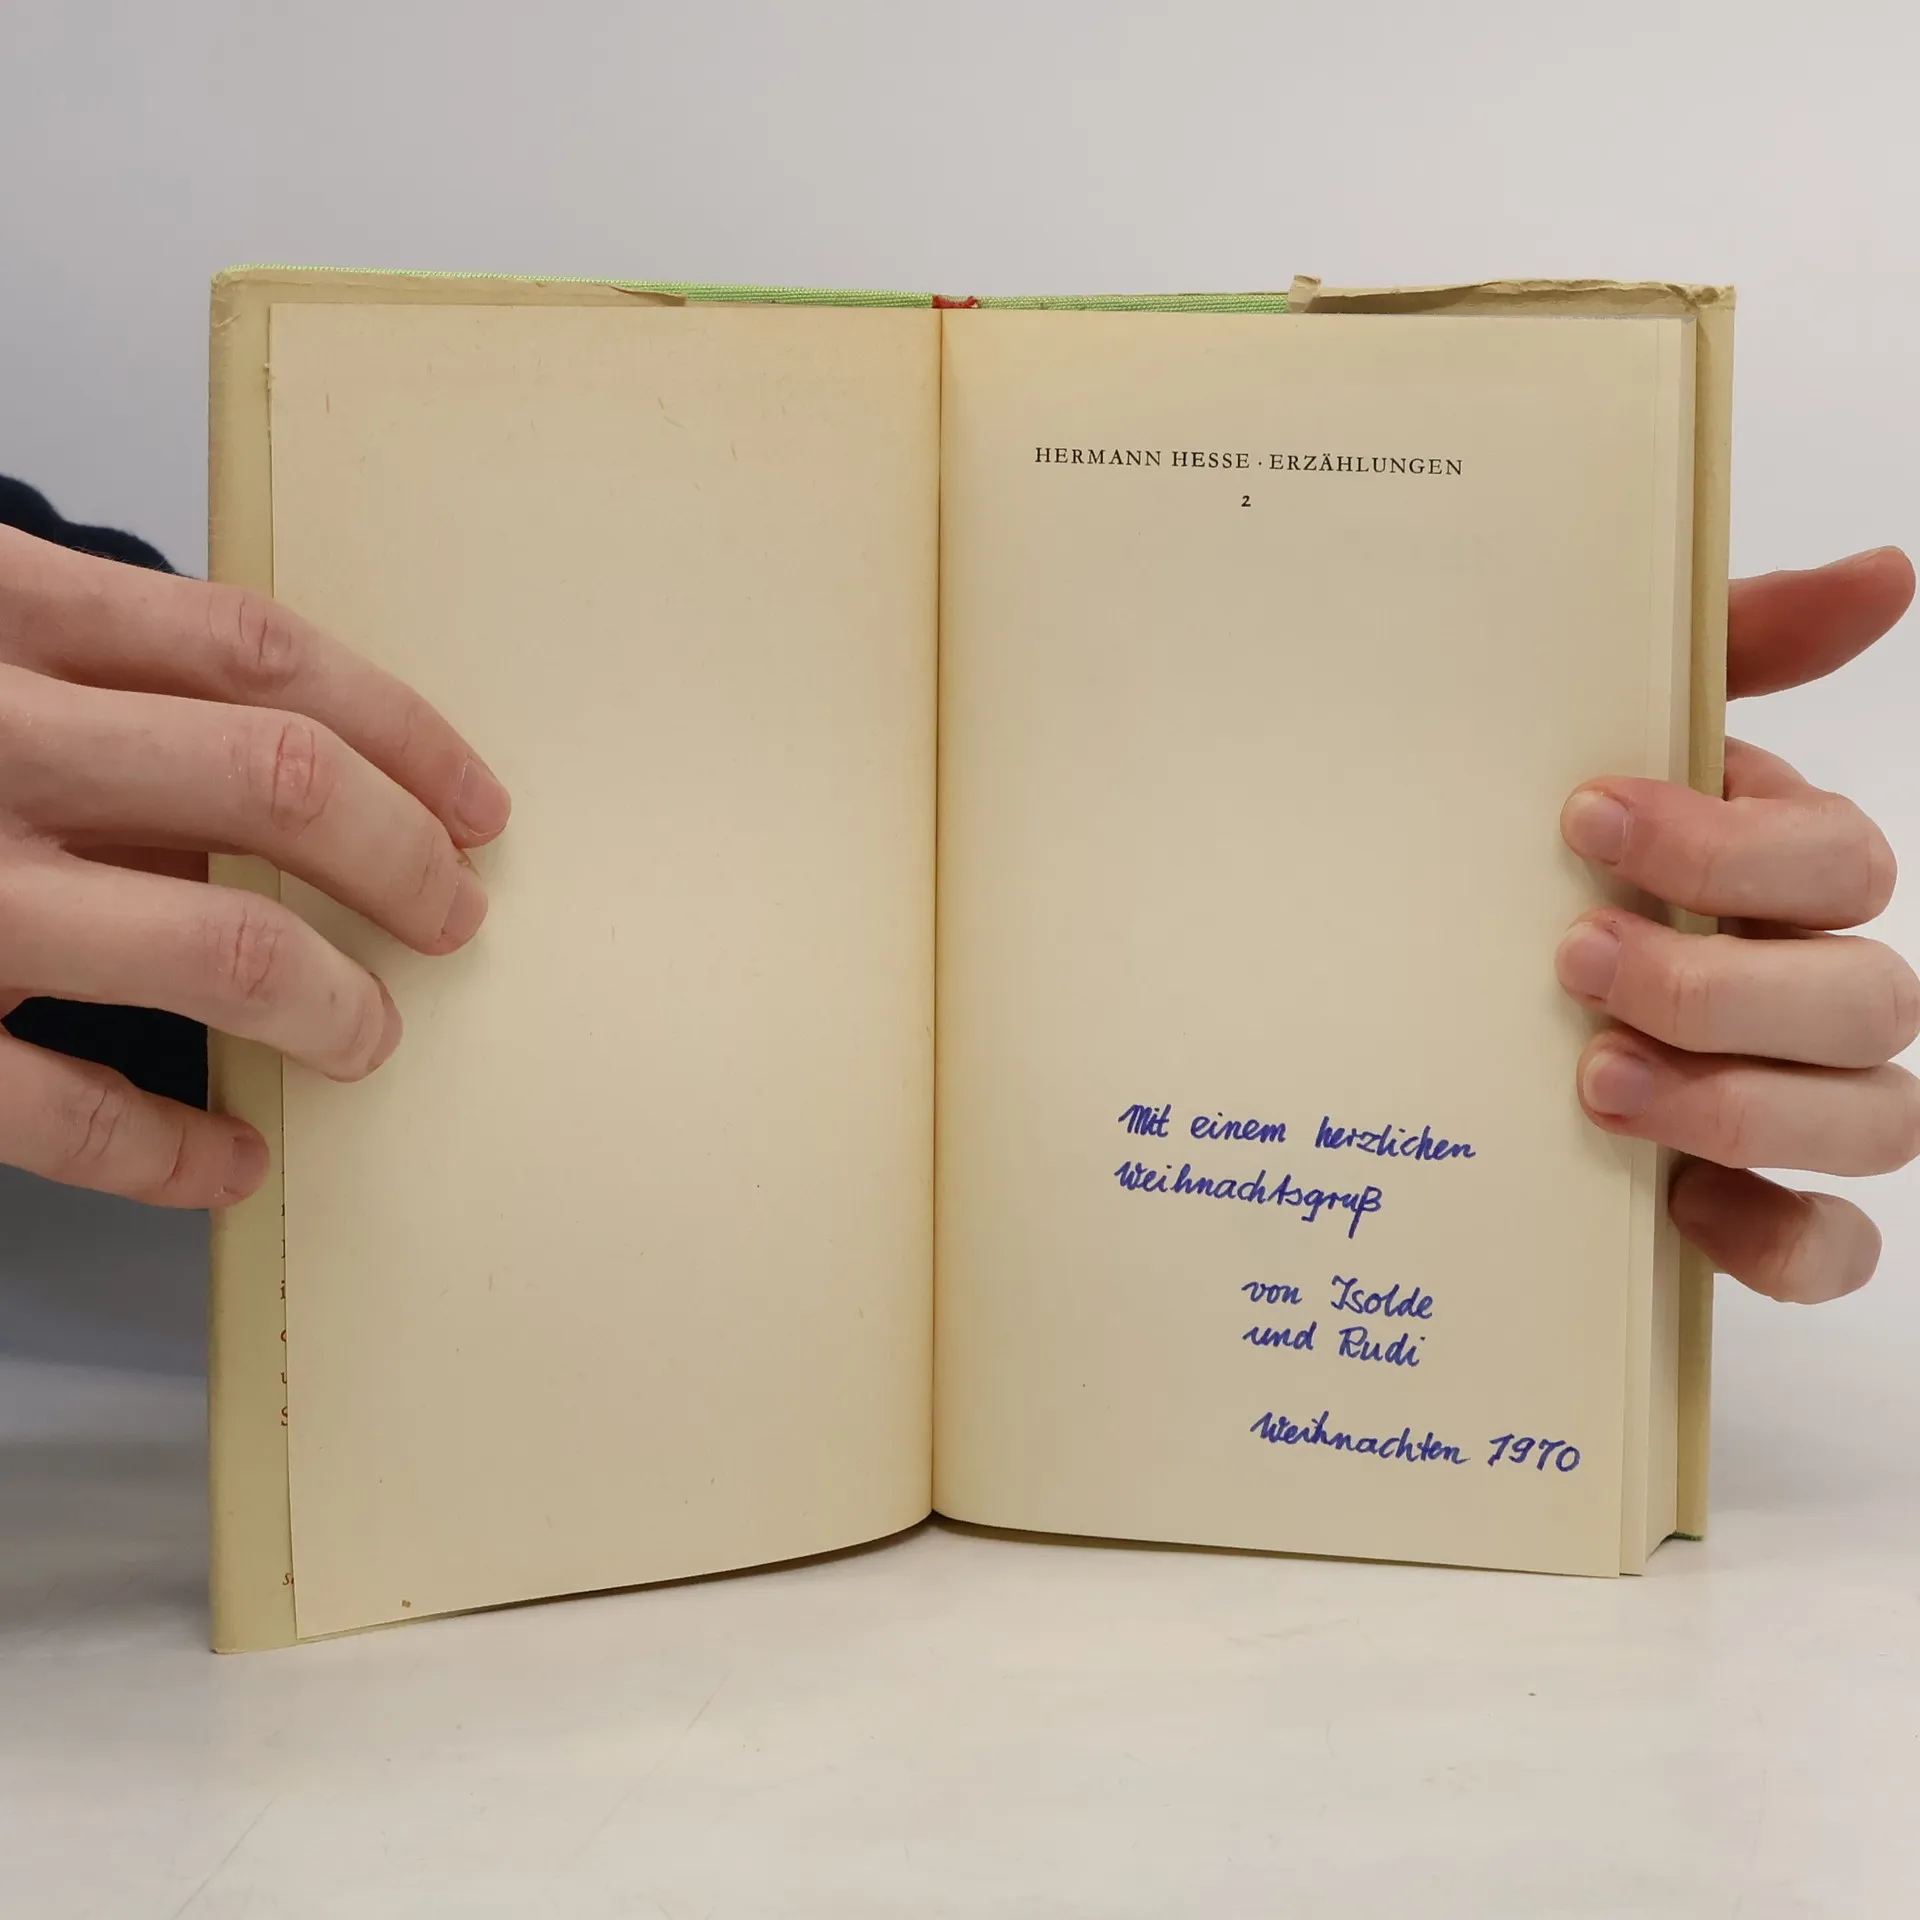 HERMANN HESSE · ERZÄHLUNGEN
2
Mit einem herzlichen
Weihnachtsgruß
von Isolde
und Rudi
Weihnachten 1970